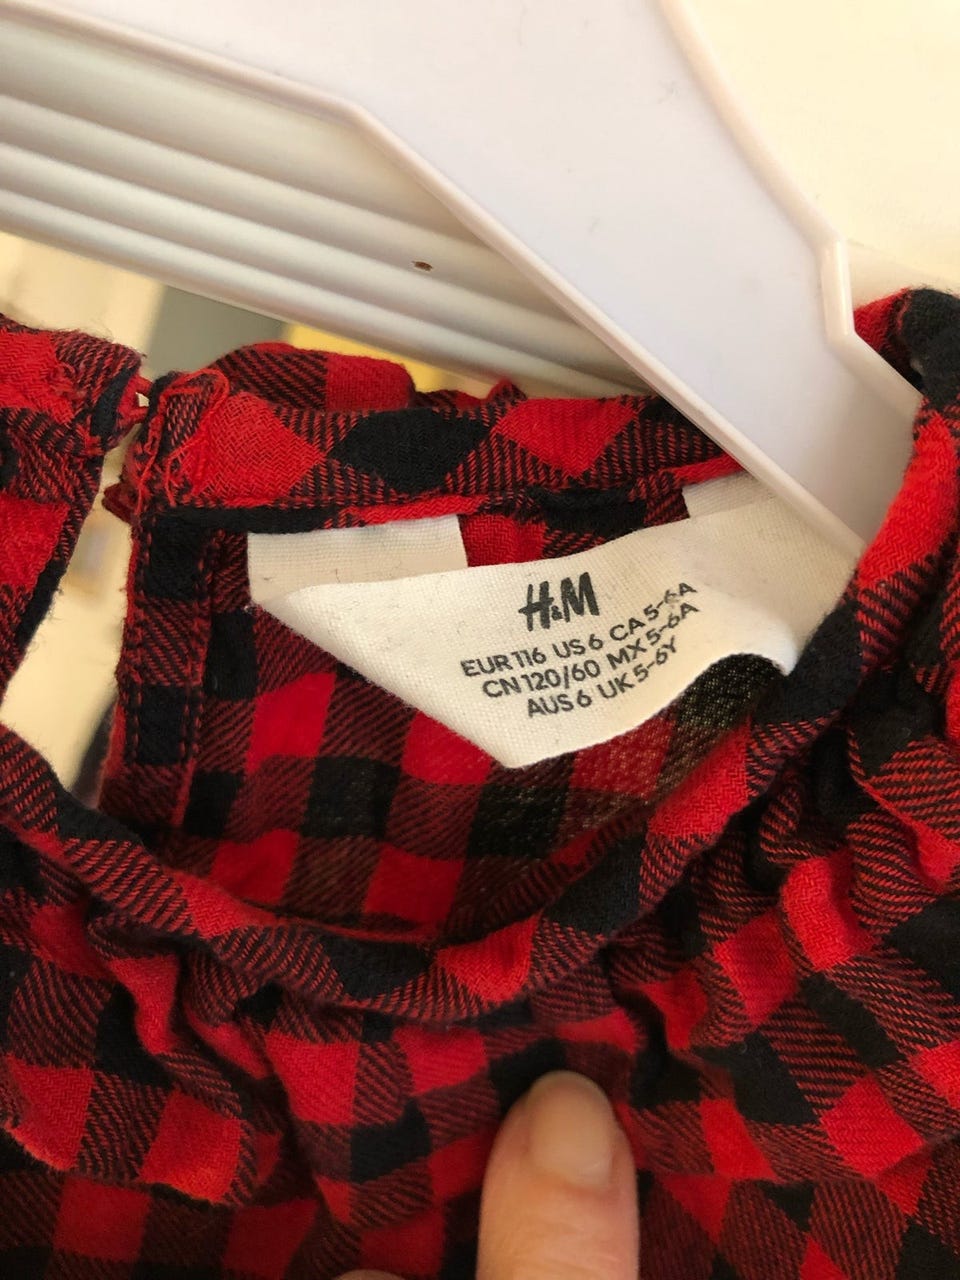 H&M
EUR 116 US 6 CA 5-6A
CN 120/60 MX 5-6A
AUS 6 UK 5-6Y